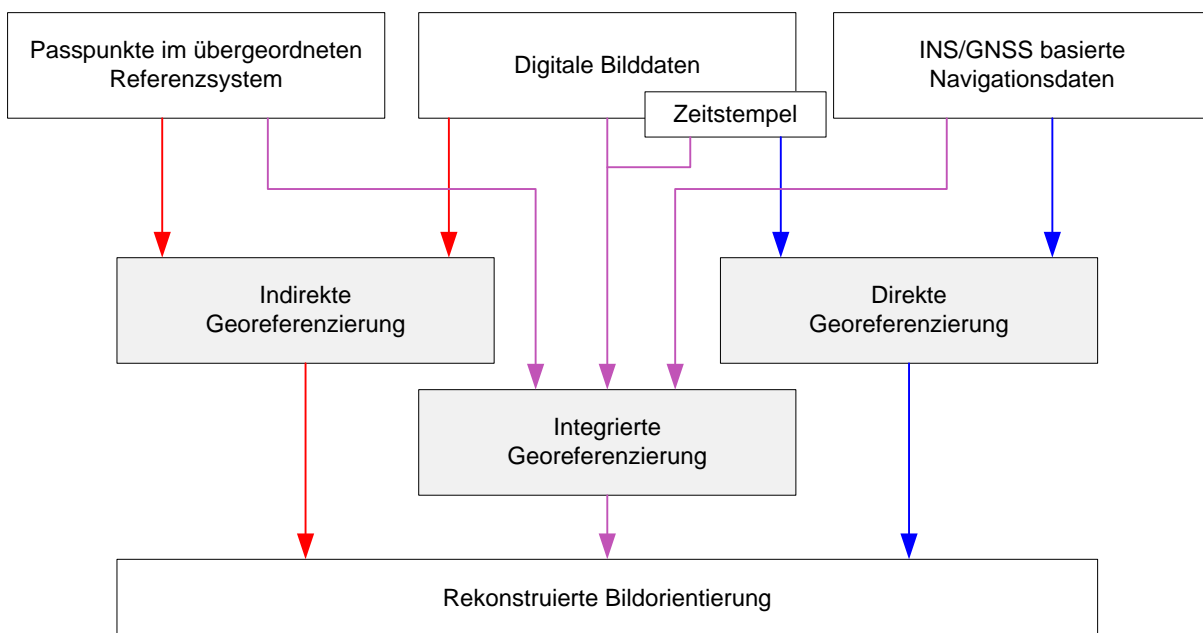 Passpunkte im übergeordneten
Referenzsystem
Digitale Bilddaten
Zeitstempel
INS/GNSS basierte
Navigationsdaten
Indirekte
Georeferenzierung
Direkte
Georeferenzierung
Integrierte
Georeferenzierung
Rekonstruierte Bildorientierung